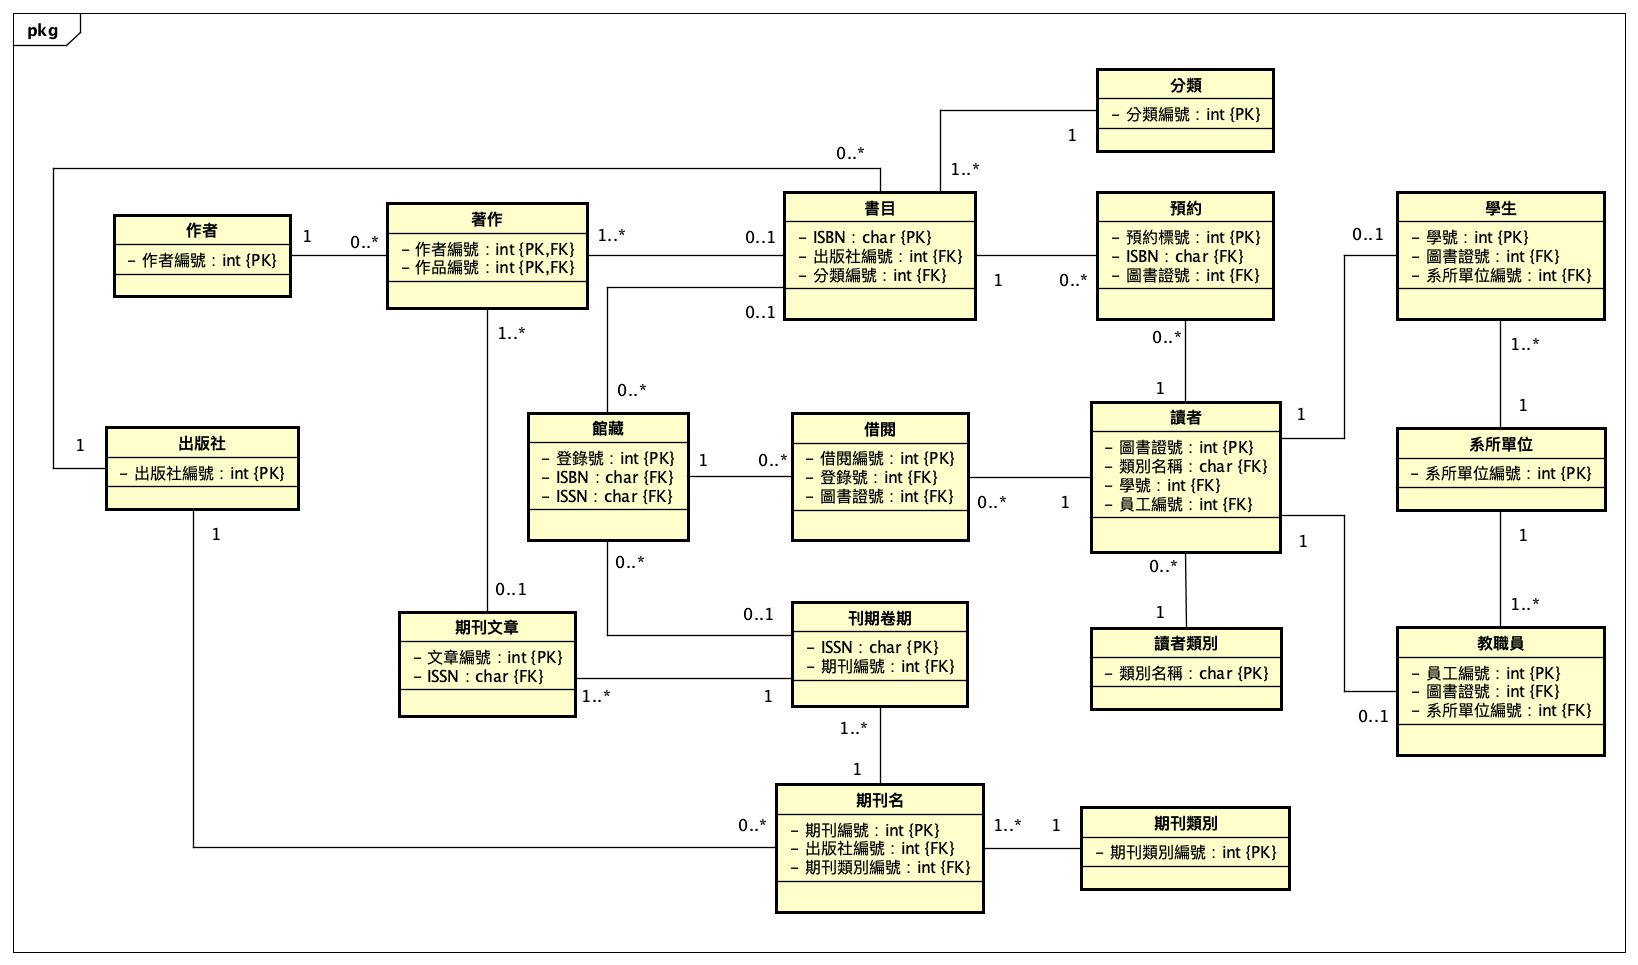 pkg
分類
- 分類編號 : int {PK}
1
1..*
0..*
作者
- 作者編號 : int {PK}
1
0..*
著作
- 作者編號 : int {PK,FK}
- 作品編號 : int {PK,FK}
1..*
0..1
1..*
書目
- ISBN : char {PK}
- 出版社編號 : int {FK}
- 分類編號 : int {FK}
0..1
1
0..*
預約
- 預約標號 : int {PK}
- ISBN : char {FK}
- 圖書證號 : int {FK}
0..*
1
學生
- 學號 : int {PK}
- 圖書證號 : int {FK}
- 系所單位編號 : int {FK}
0..1
1..*
1
出版社
- 出版社編號 : int {PK}
1
1
館藏
- 登錄號 : int {PK}
- ISBN : char {FK}
- ISSN : char {FK}
0..*
1
0..*
0..*
借閱
- 借閱編號 : int {PK}
- 登錄號 : int {FK}
- 圖書證號 : int {FK}
0..*
1
讀者
- 圖書證號 : int {PK}
- 類別名稱 : char {FK}
- 學號 : int {FK}
- 員工編號 : int {FK}
1
1
0..*
1
系所單位
- 系所單位編號 : int {PK}
1
1..*
期刊文章
- 文章編號 : int {PK}
- ISSN : char {FK}
0..1
1..*
1
刊期卷期
- ISSN : char {PK}
- 期刊編號 : int {FK}
0..1
1..*
1
讀者類別
- 類別名稱 : char {PK}
教職員
- 員工編號 : int {PK}
- 圖書證號 : int {FK}
- 系所單位編號 : int {FK}
0..1
期刊名
- 期刊編號 : int {PK}
- 出版社編號 : int {FK}
- 期刊類別編號 : int {FK}
0..*
1..*
1
期刊類別
- 期刊類別編號 : int {PK}